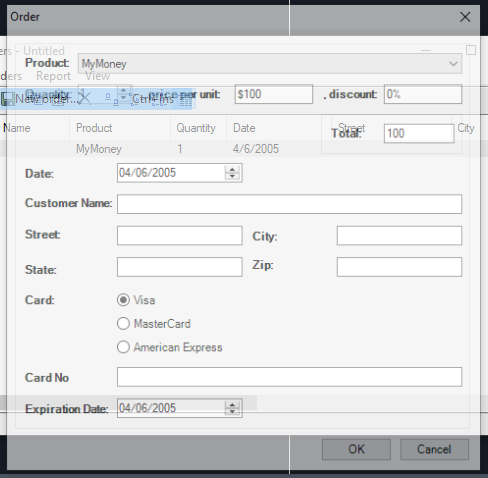 Order
ers - Untitled
Product: MyMoney
ders Report View
Quantity: 1 price per unit: $100 , discount: 0%
New order... Ctrl+Ins
Name Product Quantity Date Street City
Total: 100
MyMoney 1 4/6/2005
Date: 04/06/2005
Customer Name:
Street: City:
State: Zip:
Card: Visa
MasterCard
American Express
Card No
Expiration Date: 04/06/2005
OK Cancel